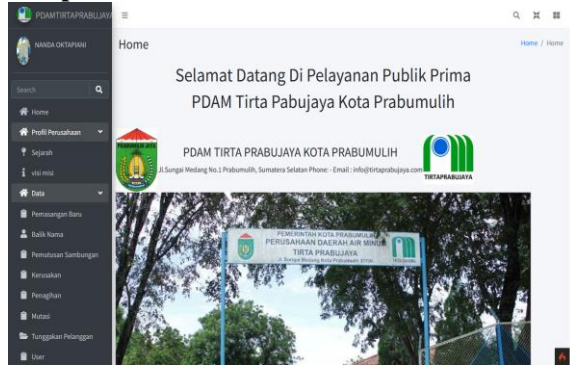 PDAMTIRTAPRABUJAYA
NANDA OKTAPIANI
Search
Home
Profil Perusahaan
Sejarah
visi misi
Data
Pemasangan Baru
Balik Nama
Pemutusan Sambungan
Kerusakan
Penagihan
Mutasi
Tunggakan Pelanggan
User
Home
Home / Home
Selamat Datang Di Pelayanan Publik Prima
PDAM Tirta Pabujaya Kota Prabumulih
PDAM TIRTA PRABUJAYA KOTA PRABUMULIH
Jl.Sungai Medang No.1 Prabumulih, Sumatera Selatan Phone: - Email : info@tirtaprabujaya.com
TIRTAPRABUJAYA
PEMERINTAH KOTA PRABUMULIH
PERUSAHAAN DAERAH AIR MINUM
TIRTA PRABUJAYA